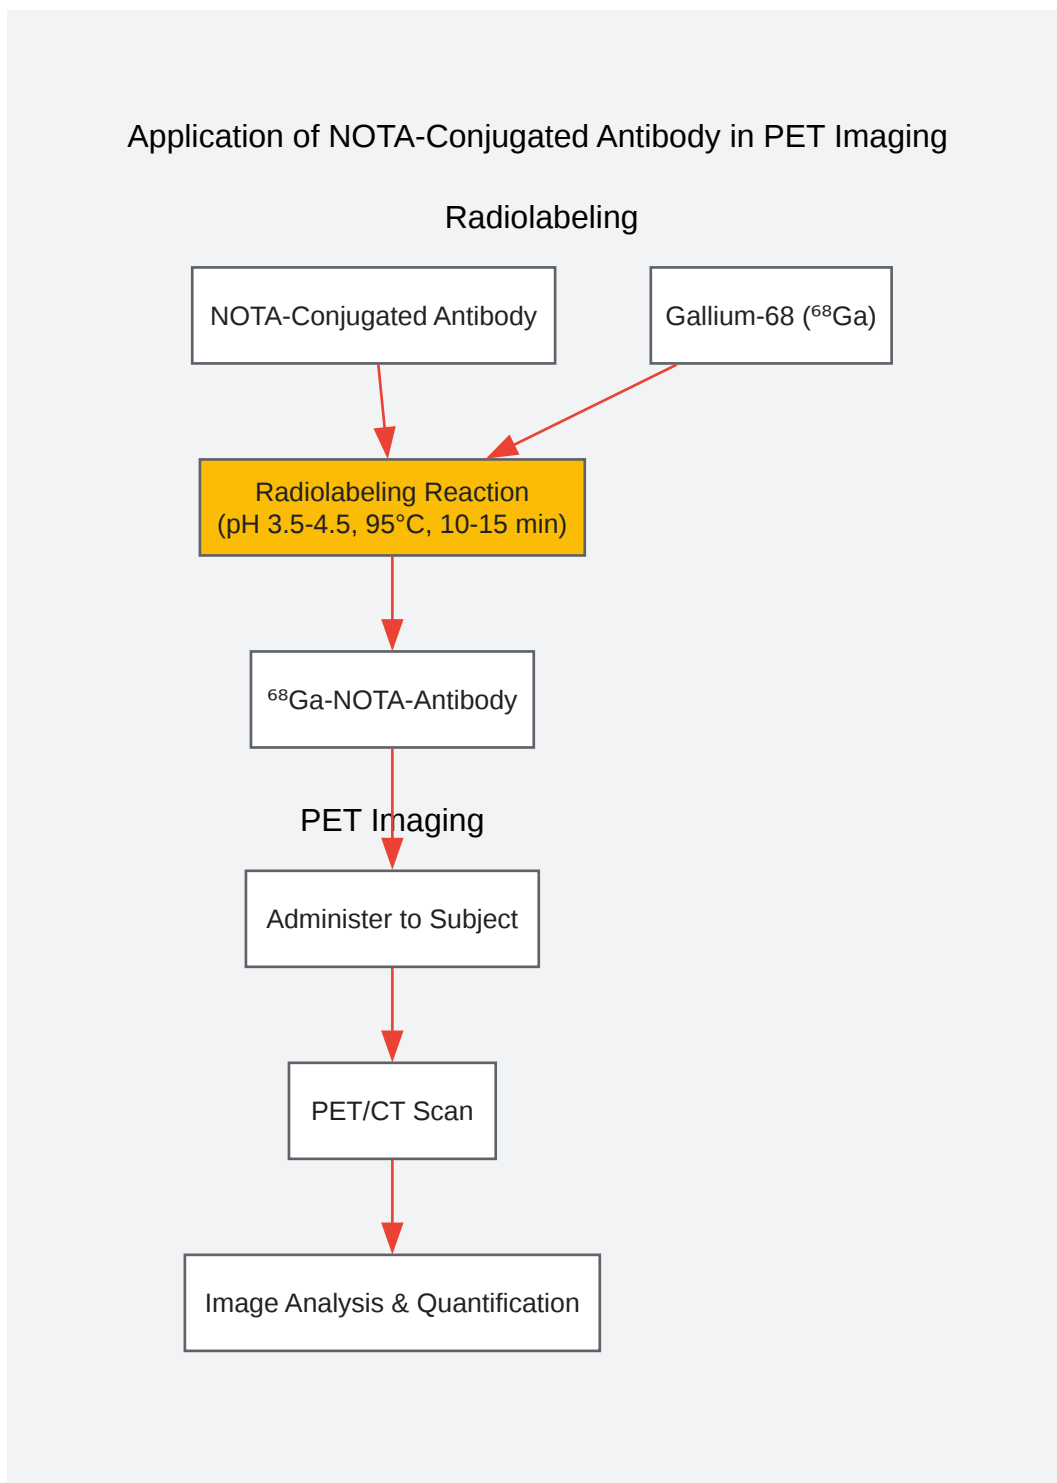 Application of NOTA-Conjugated Antibody in PET Imaging
Radiolabeling
NOTA-Conjugated Antibody
Gallium-68 (⁶⁸Ga)
Radiolabeling Reaction
(pH 3.5-4.5, 95°C, 10-15 min)
⁶⁸Ga-NOTA-Antibody
PET Imaging
Administer to Subject
PET/CT Scan
Image Analysis & Quantification